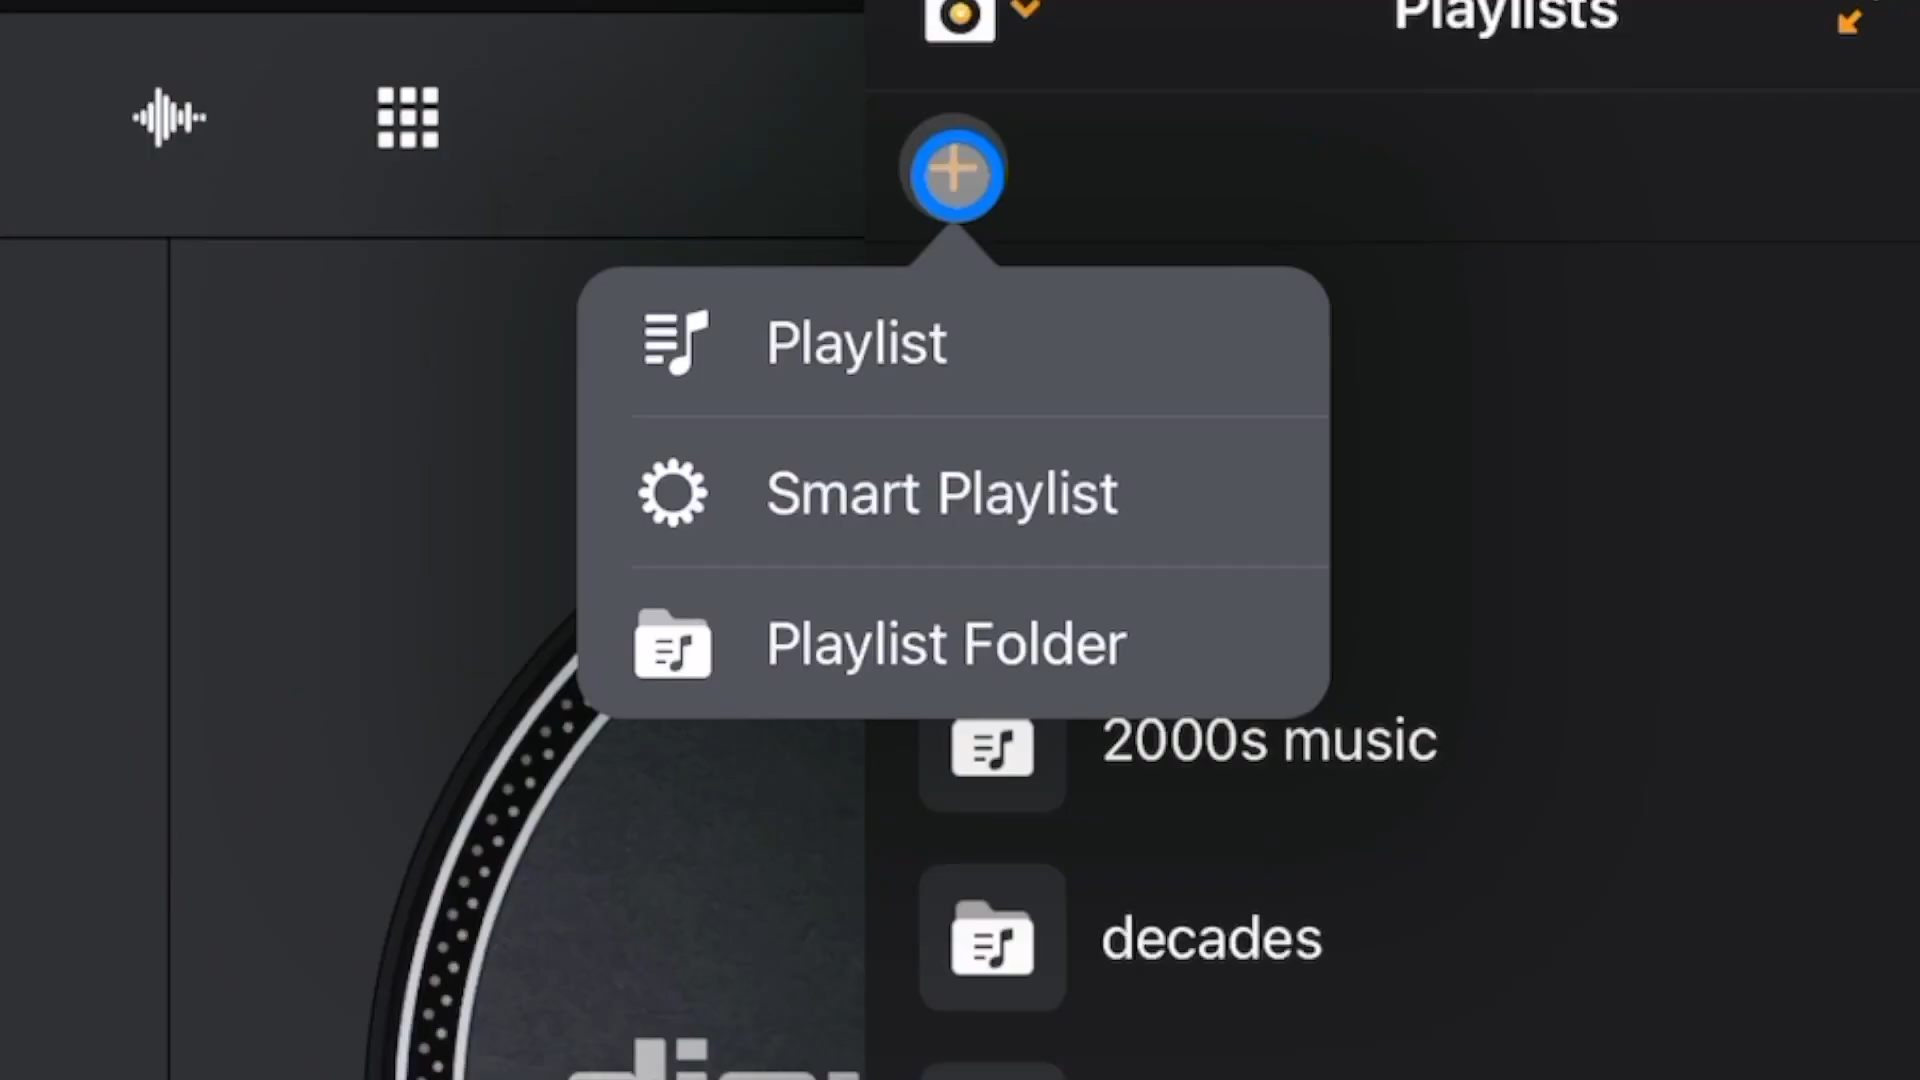 Playlists
Playlist
Smart Playlist
Playlist Folder
2000s music
decades